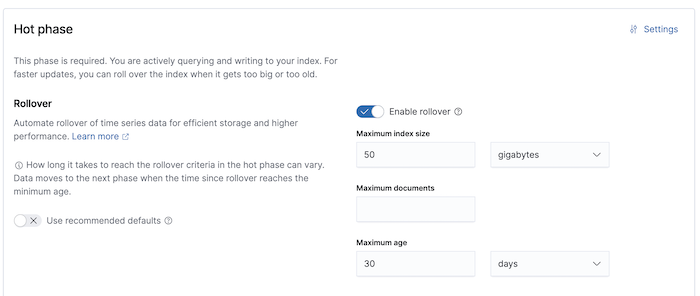 Hot phase
Settings
This phase is required. You are actively querying and writing to your index. For
faster updates, you can roll over the index when it gets too big or too old.
Rollover
Automate rollover of time series data for efficient storage and higher
performance. Learn more
How long it takes to reach the rollover criteria in the hot phase can vary.
Data moves to the next phase when the time since rollover reaches the
minimum age.
Use recommended defaults
Enable rollover
Maximum index size
50 gigabytes
Maximum documents
Maximum age
30 days